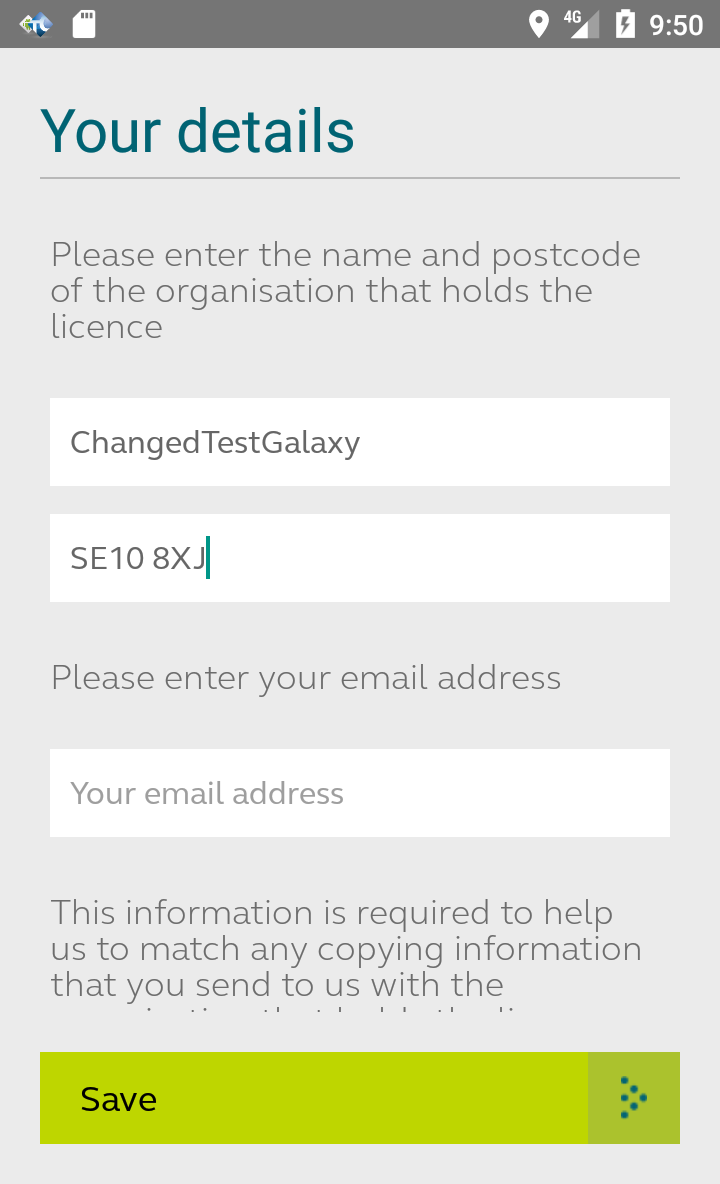 4G 9:50
Your details
Please enter the name and postcode
of the organisation that holds the
licence
ChangedTestGalaxy
SE10 8XJ
Please enter your email address
Your email address
This information is required to help
us to match any copying information
that you send to us with the
Save